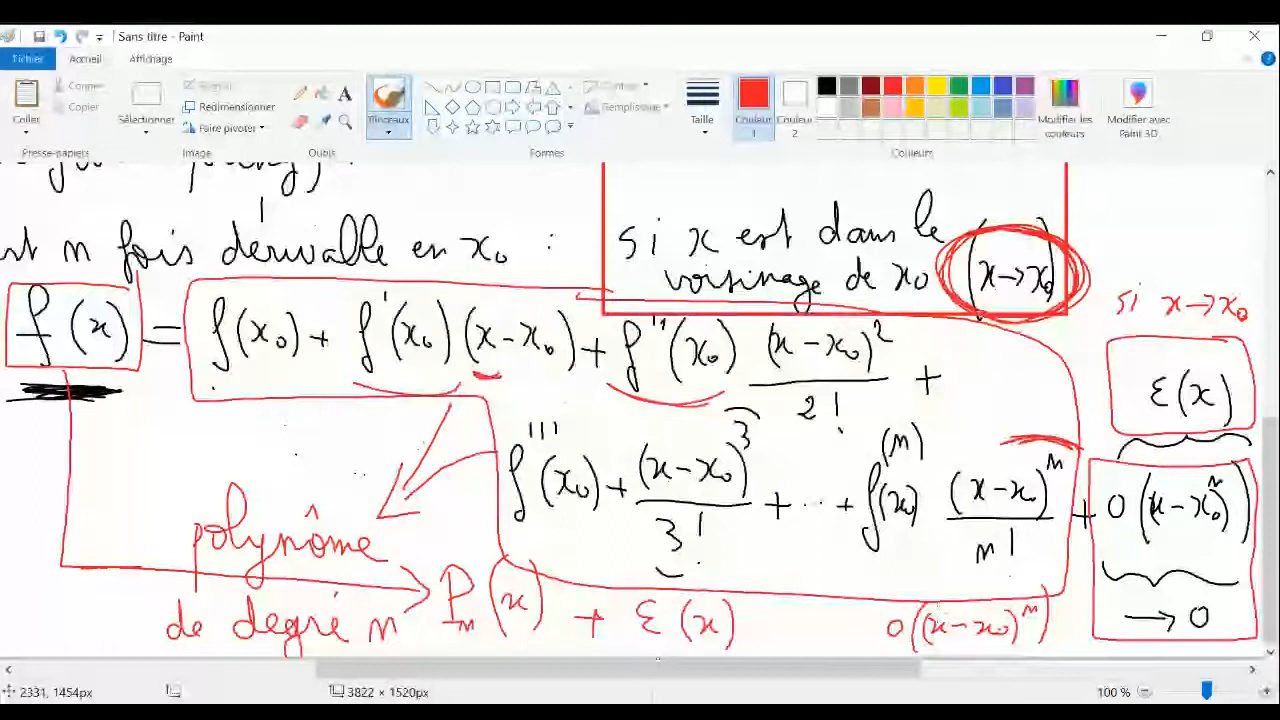 Sans titre - Paint
Fichier Accueil Affichage
Coller Couper Copier Sélectionner Rogner Redimensionner Faire pivoter Pinceaux Contour Remplissage Taille Couleur 1 Couleur 2 Modifier les couleurs Modifier avec Paint 3D
Presse-papiers Image Outils Formes Couleurs
n fois dérivable en x₀ :
si x est dans le
voisinage de x₀ (x→x₀)
si x→x₀
f(x) = f(x₀) + f'(x₀)(x-x₀) + f''(x₀) (x-x₀)²/2! +
ε(x)
f'''(x₀) + (x-x₀)³/3! + ... + f⁽ⁿ⁾(x₀) (x-x₀)ⁿ/n! + o((x-x₀)ⁿ)
→ 0
polynôme
de degré n Pₙ(x) + ε(x) o((x-x₀)ⁿ)
2331, 1454px 3822 × 1520px 100 %